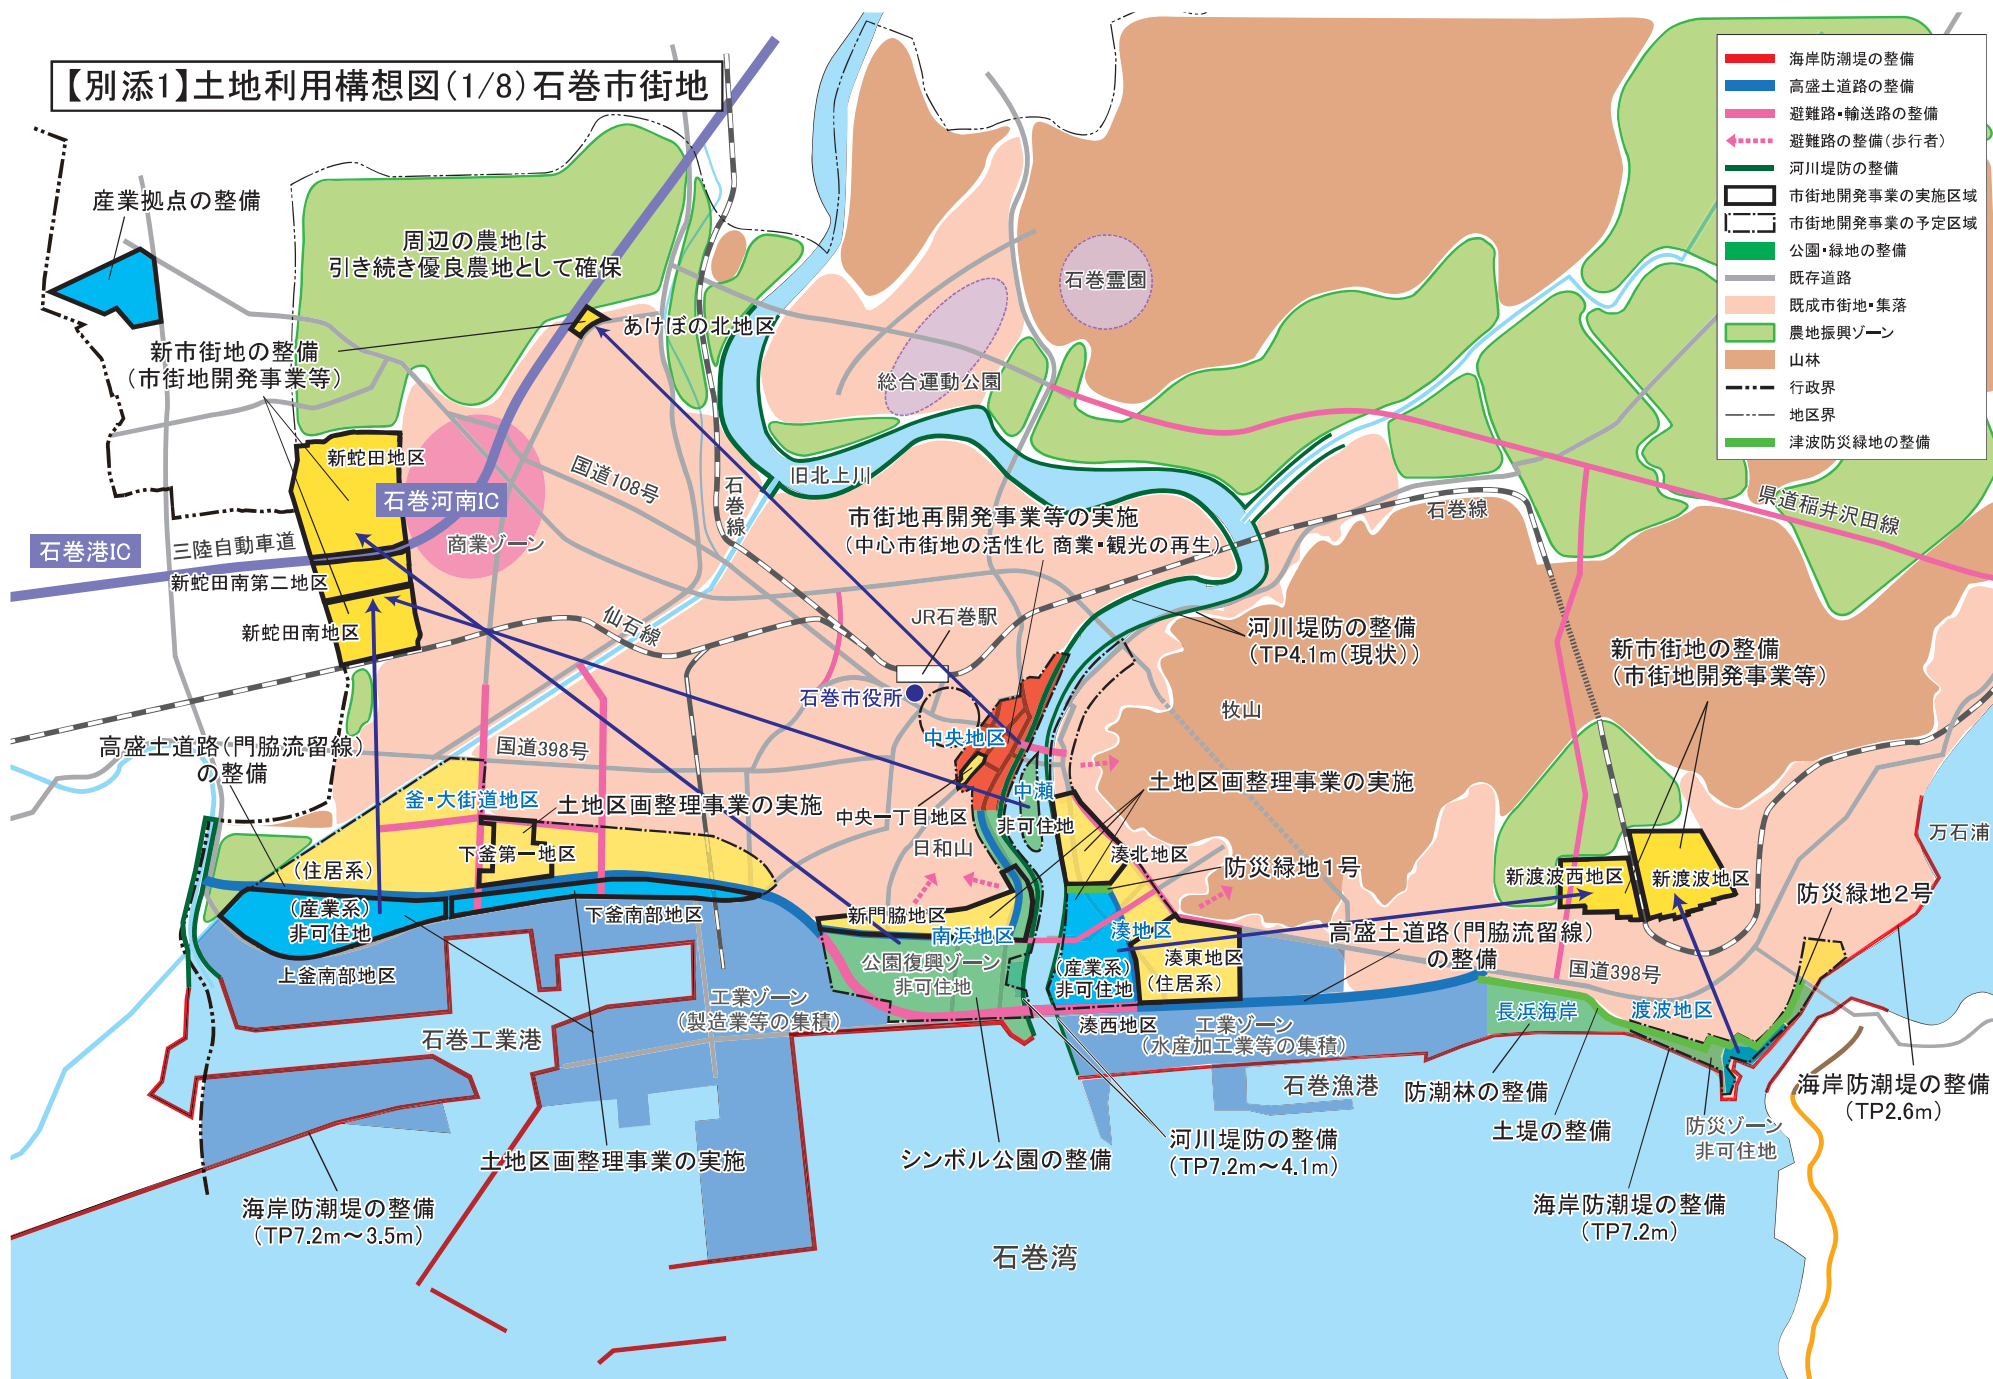 【別添1】土地利用構想図(1/8)石巻市街地
海岸防潮堤の整備
高盛土道路の整備
避難路・輸送路の整備
避難路の整備(歩行者)
河川堤防の整備
市街地開発事業の実施区域
市街地開発事業の予定区域
公園・緑地の整備
既存道路
既成市街地・集落
農地振興ゾーン
山林
行政界
地区界
津波防災緑地の整備
産業拠点の整備
周辺の農地は
引き続き優良農地として確保
石巻霊園
あけぼの北地区
新市街地の整備
(市街地開発事業等)
総合運動公園
新蛇田地区
国道108号
石巻線
旧北上川
石巻河南IC
石巻線
県道稲井沢田線
市街地再開発事業等の実施
(中心市街地の活性化 商業・観光の再生)
石巻港IC
三陸自動車道
商業ゾーン
新蛇田南第二地区
新蛇田南地区
仙石線
JR石巻駅
河川堤防の整備
(TP4.1m(現状))
新市街地の整備
(市街地開発事業等)
石巻市役所
牧山
高盛土道路(門脇流留線)
の整備
国道398号
中央地区
土地区画整理事業の実施
釜・大街道地区
土地区画整理事業の実施
中瀬
非可住地
中央一丁目地区
万石浦
下釜第一地区
日和山
湊北地区
防災緑地1号
(住居系)
新渡波西地区
新渡波地区
防災緑地2号
(産業系)
非可住地
下釜南部地区
新門脇地区
南浜地区
湊地区
高盛土道路(門脇流留線)
の整備
上釜南部地区
公園復興ゾーン
非可住地
(産業系)
非可住地
湊東地区
(住居系)
国道398号
工業ゾーン
(製造業等の集積)
石巻工業港
湊西地区
工業ゾーン
(水産加工業等の集積)
長浜海岸
渡波地区
石巻漁港
防潮林の整備
海岸防潮堤の整備
(TP2.6m)
土堤の整備
防災ゾーン
非可住地
土地区画整理事業の実施
シンボル公園の整備
河川堤防の整備
(TP7.2m～4.1m)
海岸防潮堤の整備
(TP7.2m～3.5m)
海岸防潮堤の整備
(TP7.2m)
石巻湾